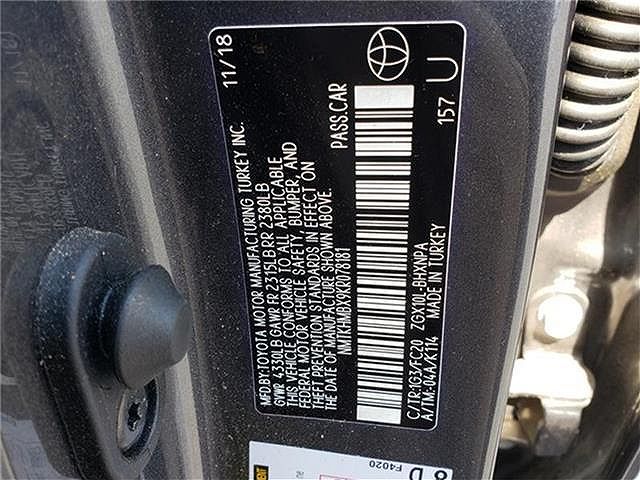 11/18
MFD.BY:TOYOTA MOTOR MANUFACTURING TURKEY INC.
GVWR 4330LB GAWR FR 2315LB RR 2380LB
THIS VEHICLE CONFORMS TO ALL APPLICABLE
FEDERAL MOTOR VEHICLE SAFETY, BUMPER, AND
THEFT PREVENTION STANDARDS IN EFFECT ON
THE DATE OF MANUFACTURE SHOWN ABOVE.
NMTKHMBX9KR078181 PASS.CAR
C/TR:1G3/FC20 ZGX10L-BHXNPA
A/TM:-04A/K114 MADE IN TURKEY
157 U
8
D
F4020